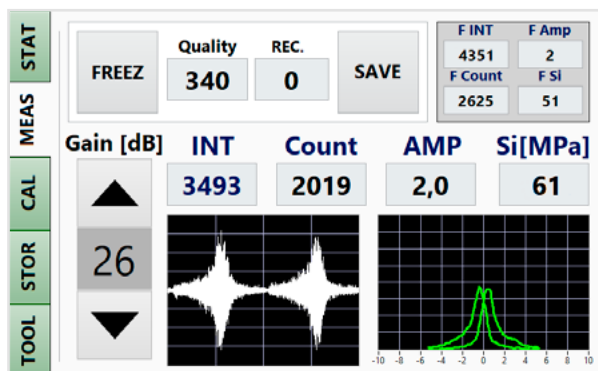 STAT
MEAS
CAL
STOR
TOOL
FREEZ
Quality
340
REC.
0
SAVE
F INT F Amp
4351 2
F Count F Si
2625 51
Gain [dB] INT Count AMP Si[MPa]
3493 2019 2,0 61
26
-10 -8 -6 -4 -2 0 2 4 6 8 10